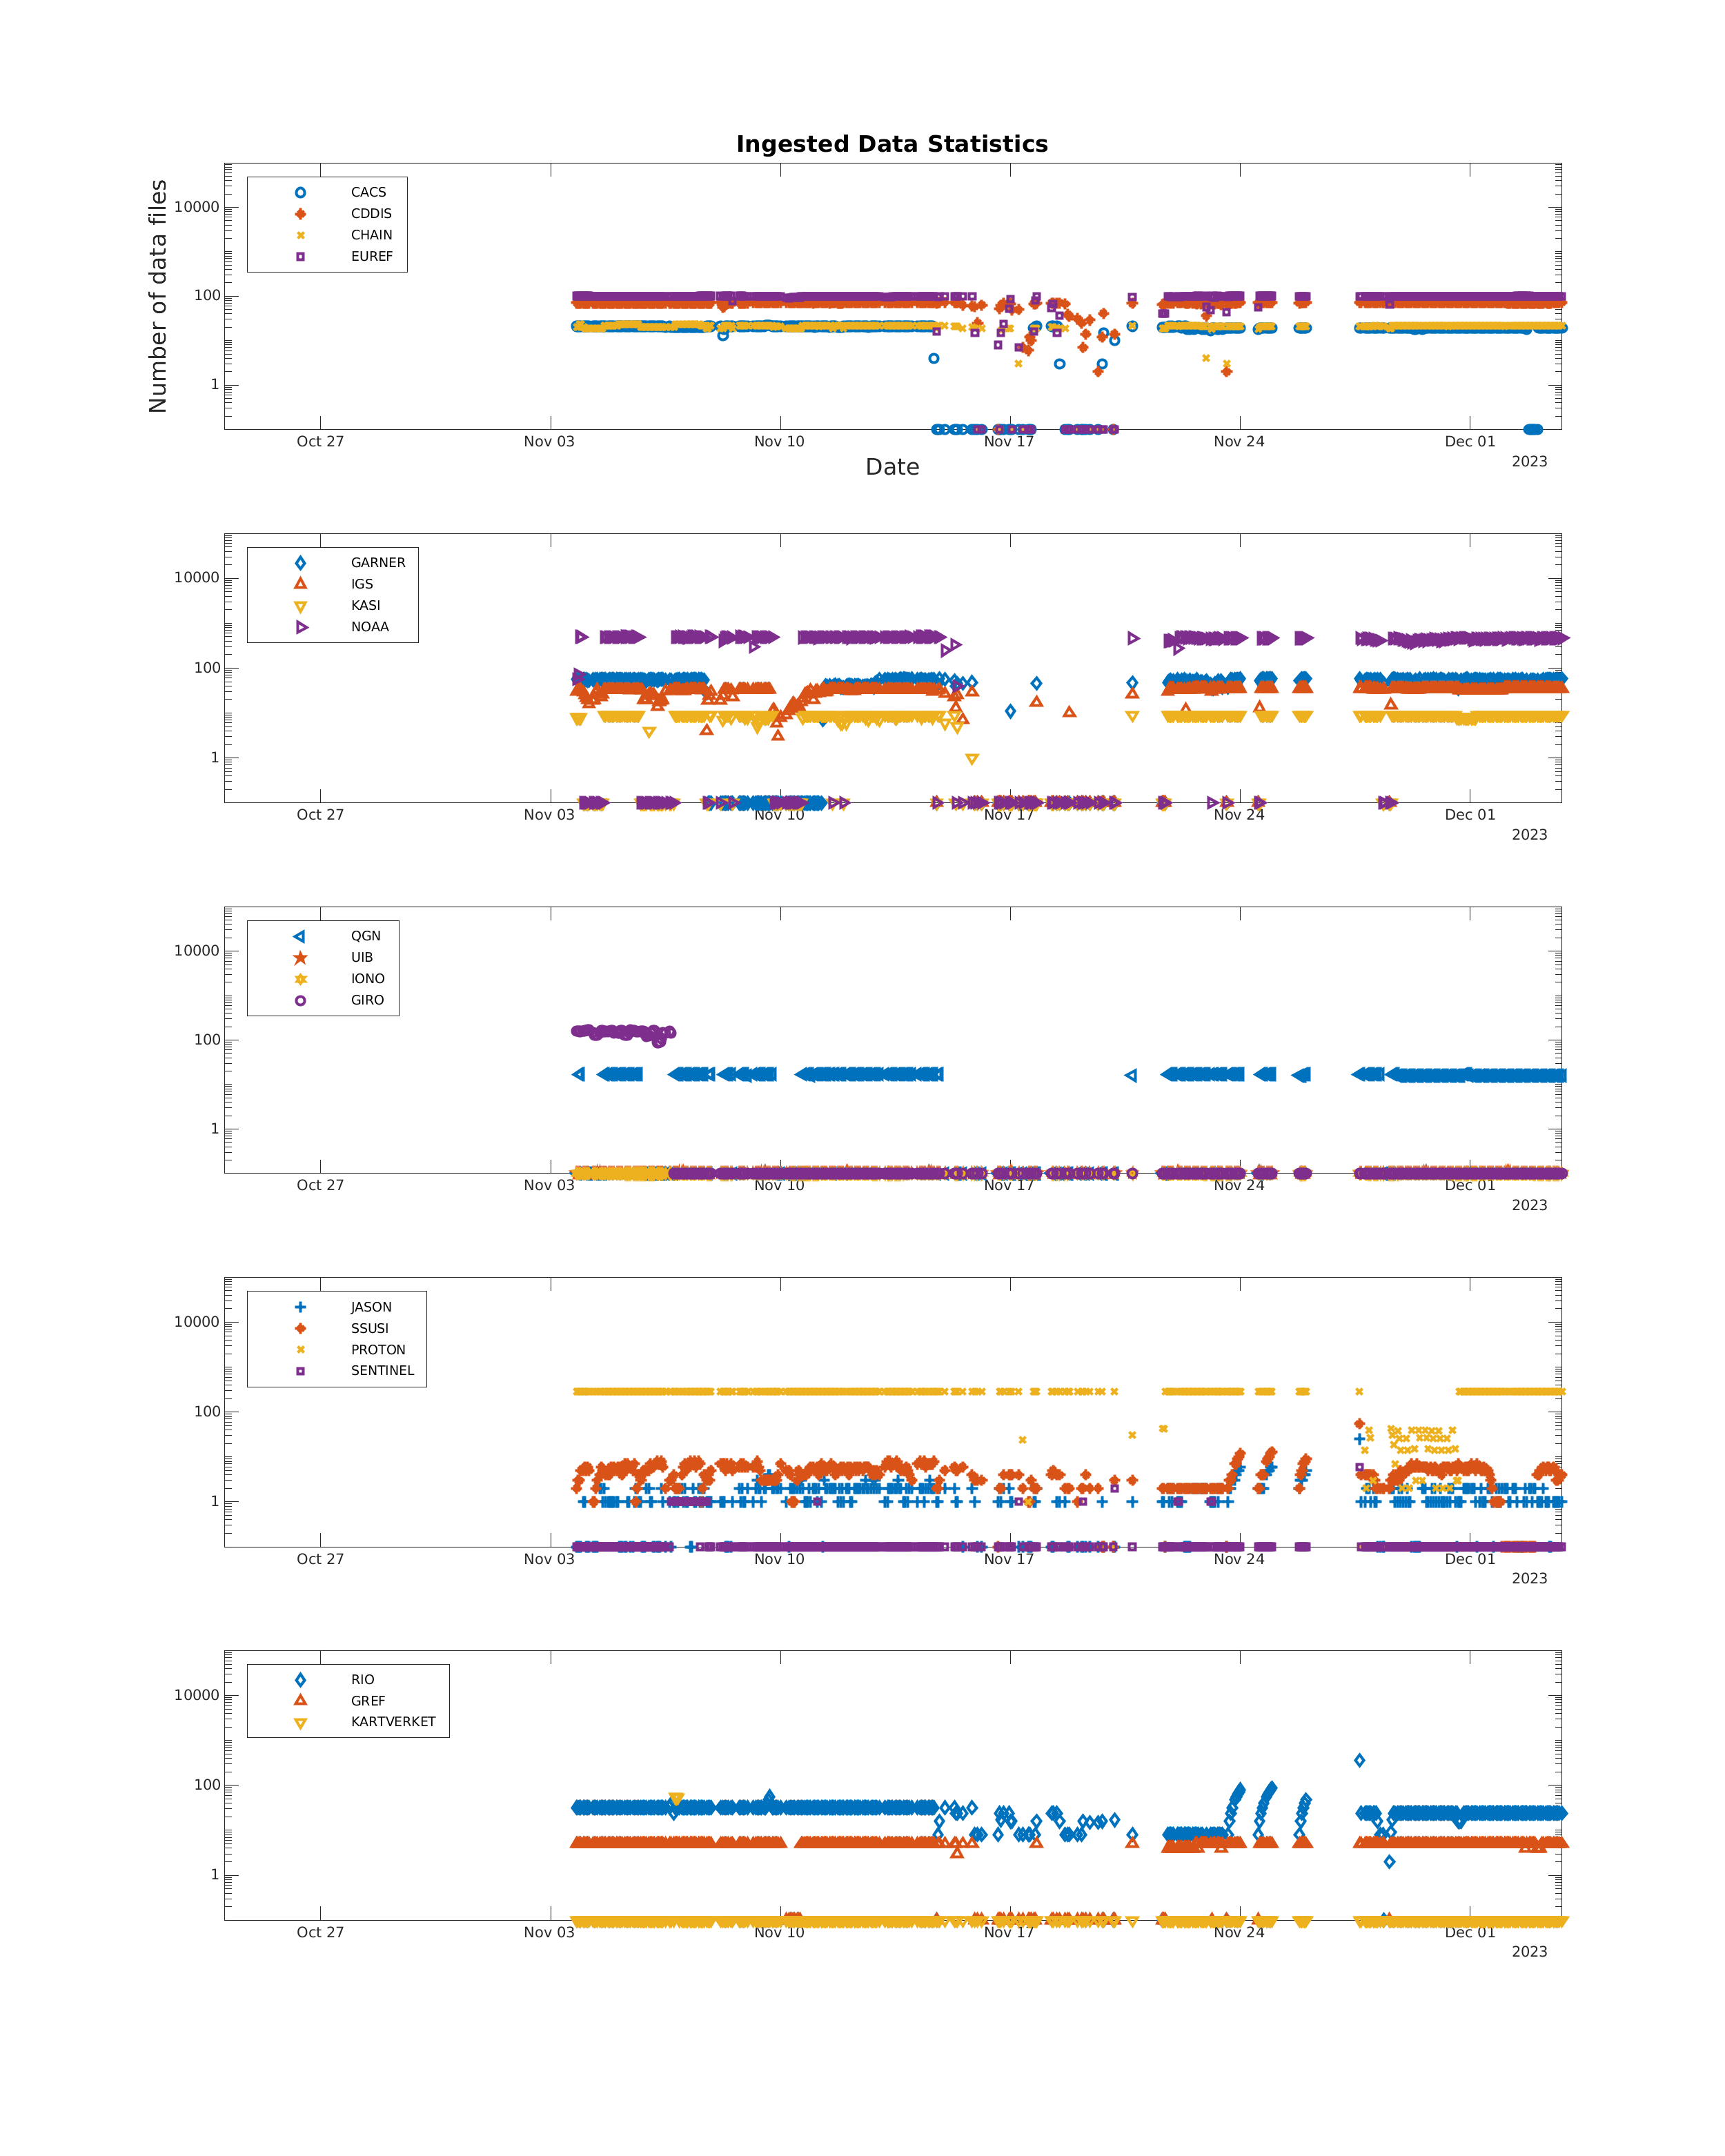 Ingested Data Statistics
Number of data files
CACS
CDDIS
CHAIN
EUREF
10000
100
1
Oct 27 Nov 03 Nov 10 Nov 17 Nov 24 Dec 01
2023
Date
GARNER
IGS
KASI
NOAA
10000
100
1
Oct 27 Nov 03 Nov 10 Nov 17 Nov 24 Dec 01
2023
QGN
UIB
IONO
GIRO
10000
100
1
Oct 27 Nov 03 Nov 10 Nov 17 Nov 24 Dec 01
2023
JASON
SSUSI
PROTON
SENTINEL
10000
100
1
Oct 27 Nov 03 Nov 10 Nov 17 Nov 24 Dec 01
2023
RIO
GREF
KARTVERKET
10000
100
1
Oct 27 Nov 03 Nov 10 Nov 17 Nov 24 Dec 01
2023